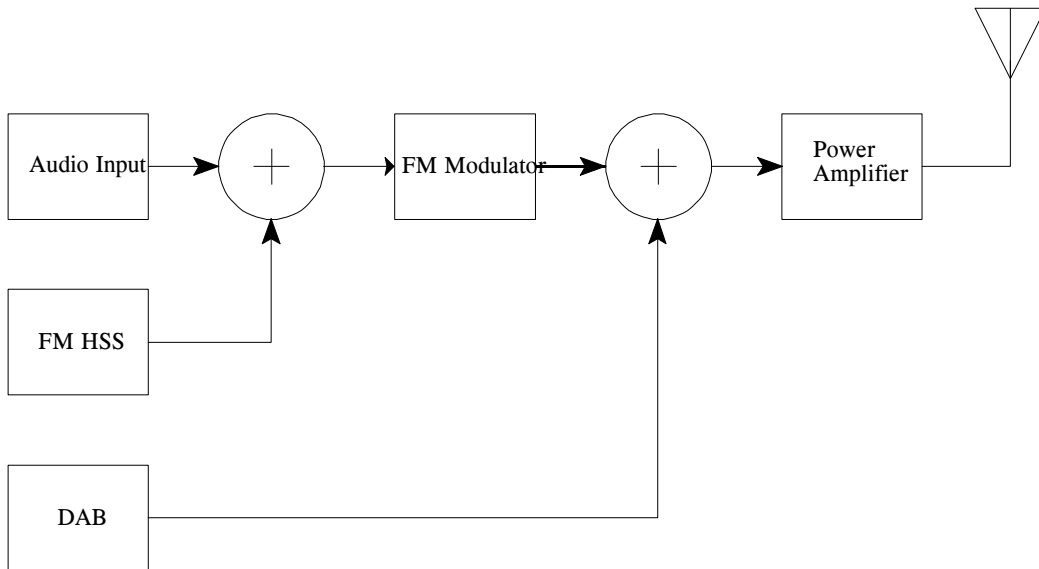 Audio Input
FM Modulator
Power
Amplifier
FM HSS
DAB